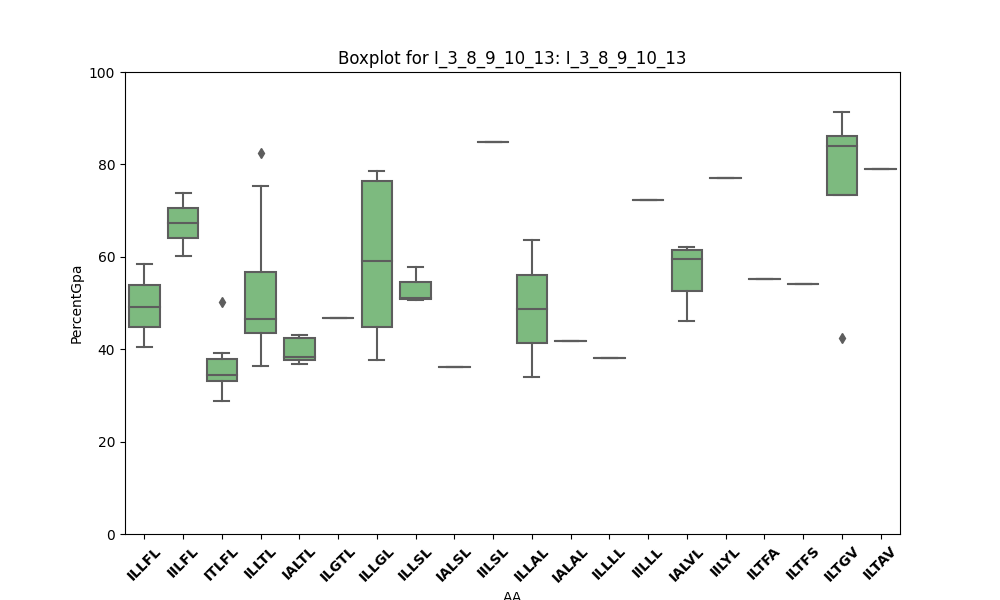 Boxplot for I_3_8_9_10_13: I_3_8_9_10_13
PercentGpa
100
80
60
40
20
0
ILLFL
IILFL
ITLFL
ILLTL
IALTL
ILGTL
ILLGL
ILLSL
IALSL
IILSL
ILLAL
IALAL
ILLLL
IILLL
IALVL
IILYL
ILTFA
ILTFS
ILTGV
ILTAV
AA